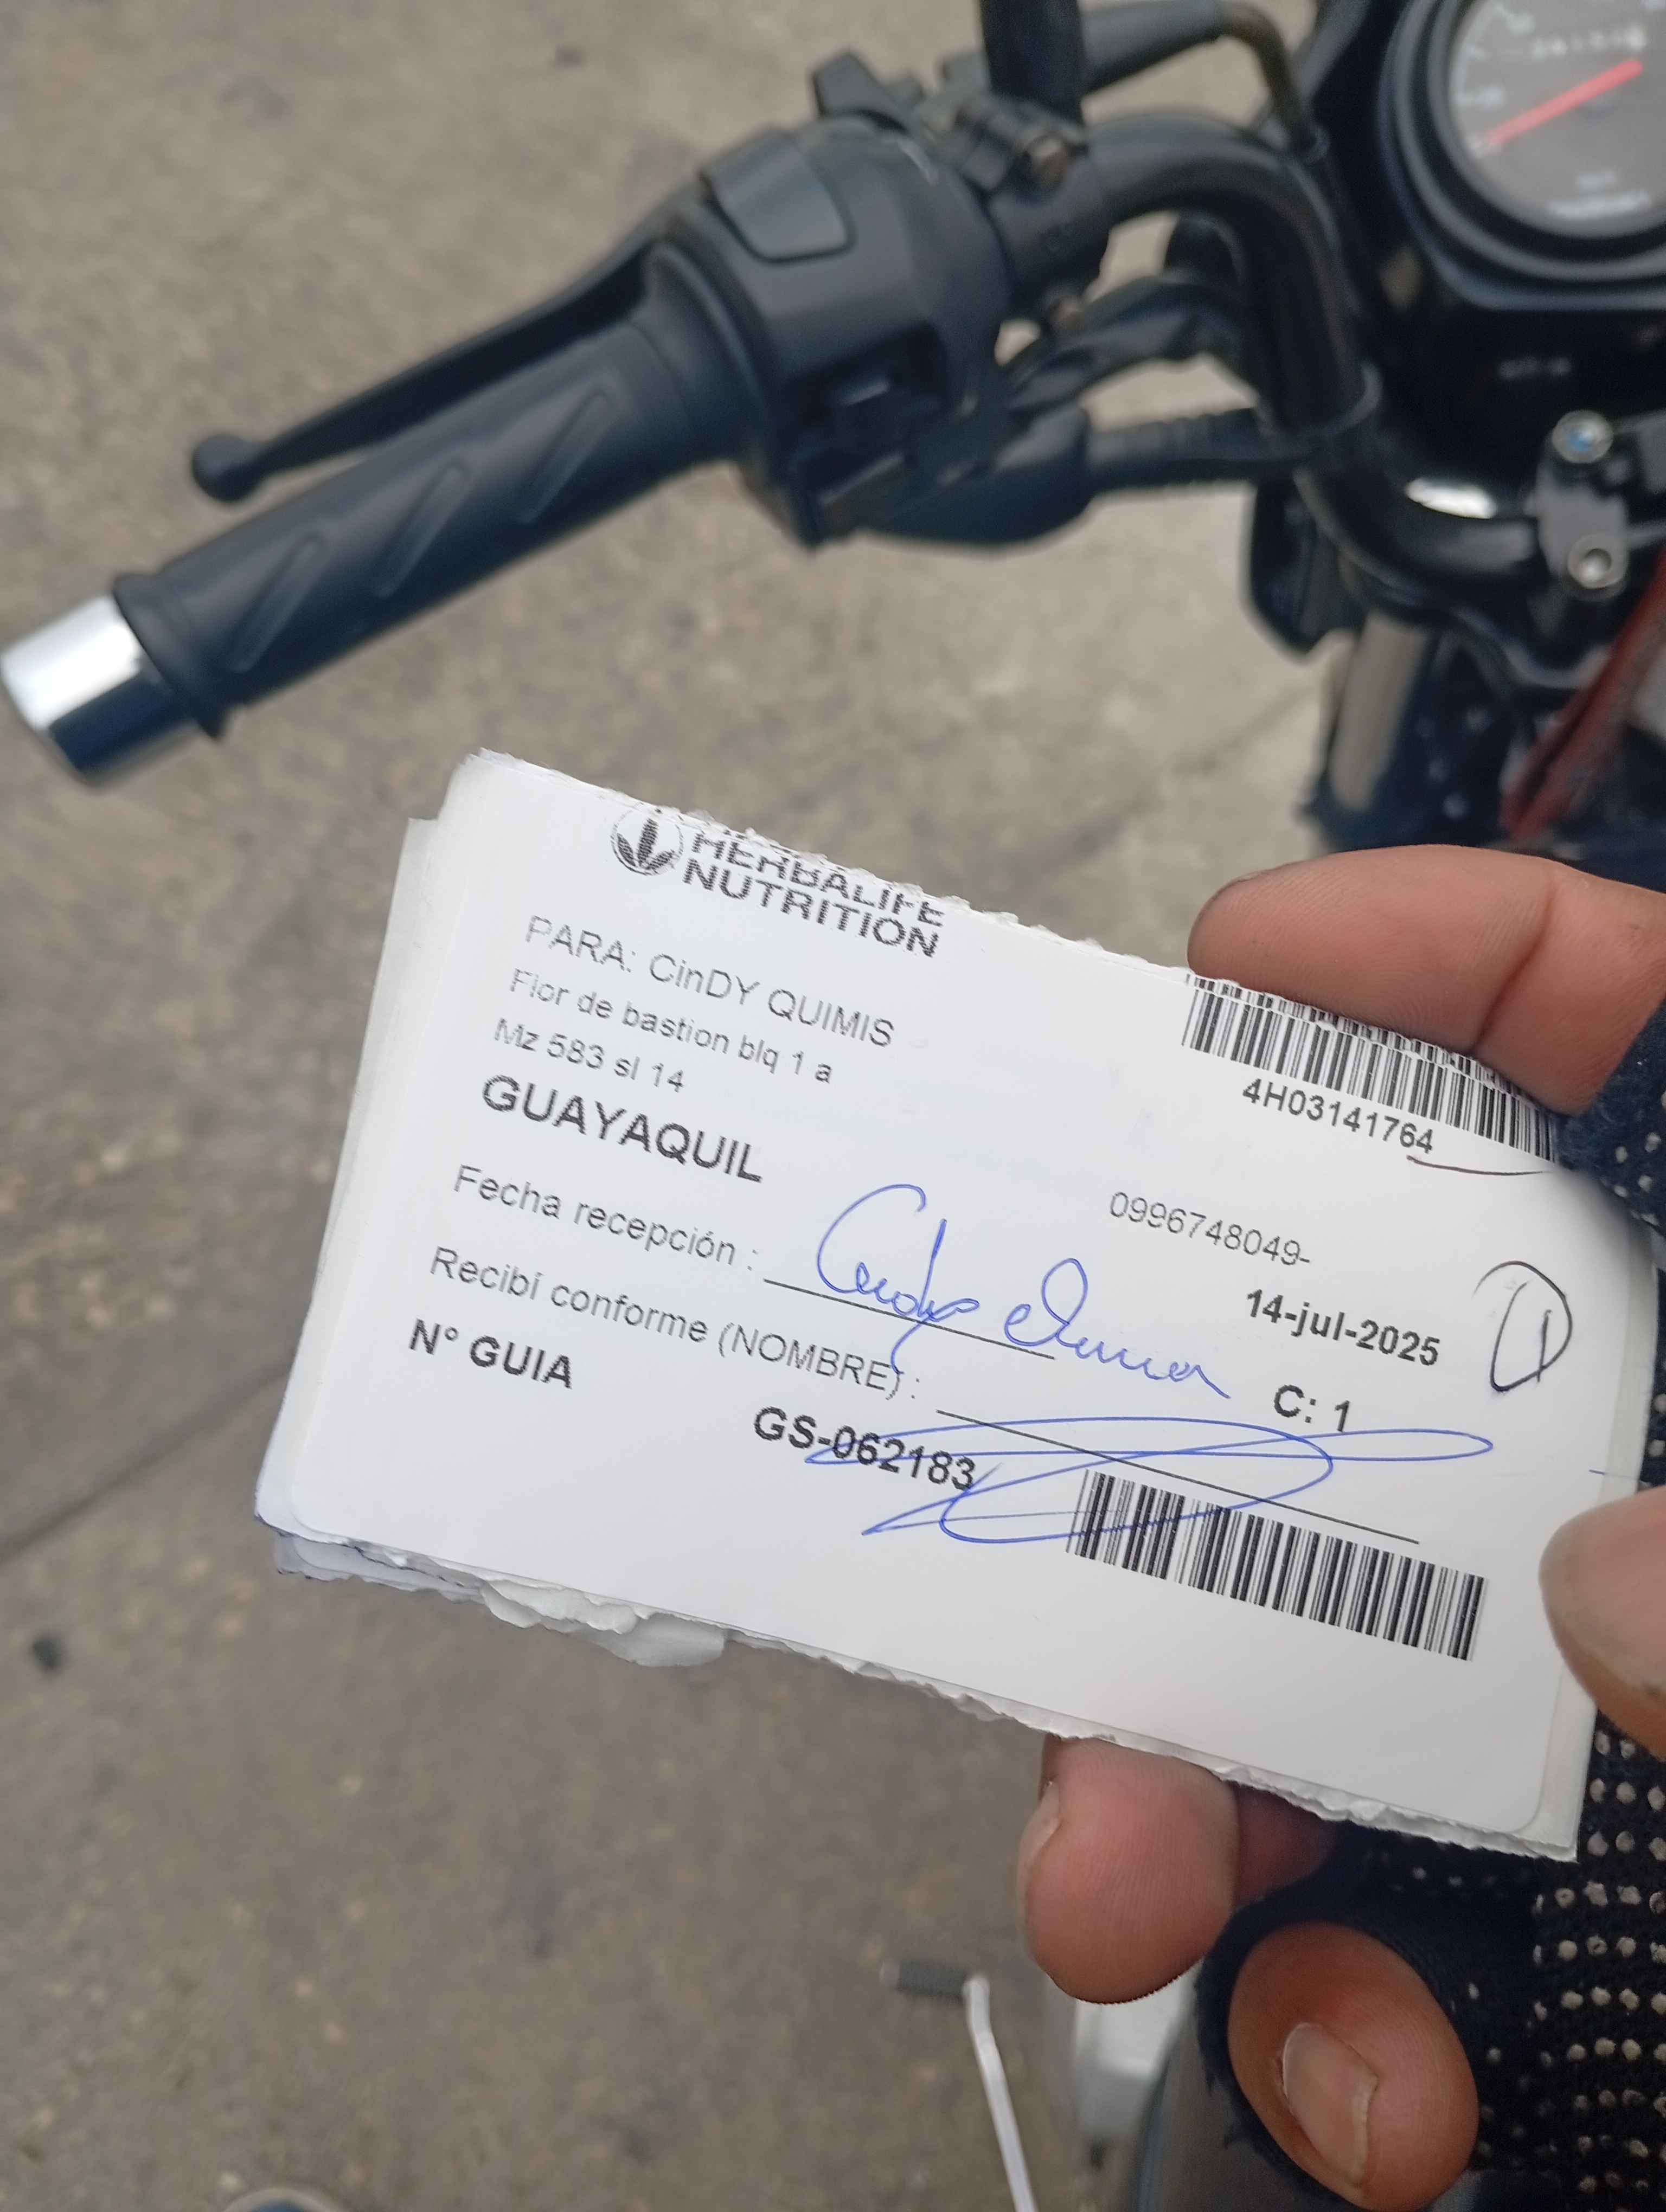 HERBALIFE
NUTRITION
PARA: CinDY QUIMIS
Flor de bastion blq 1 a
Mz 583 sl 14
GUAYAQUIL
4H03141764
0996748049-
Fecha recepción :
14-jul-2025
1
Recibí conforme (NOMBRE) :
C: 1
N° GUIA
GS-062183